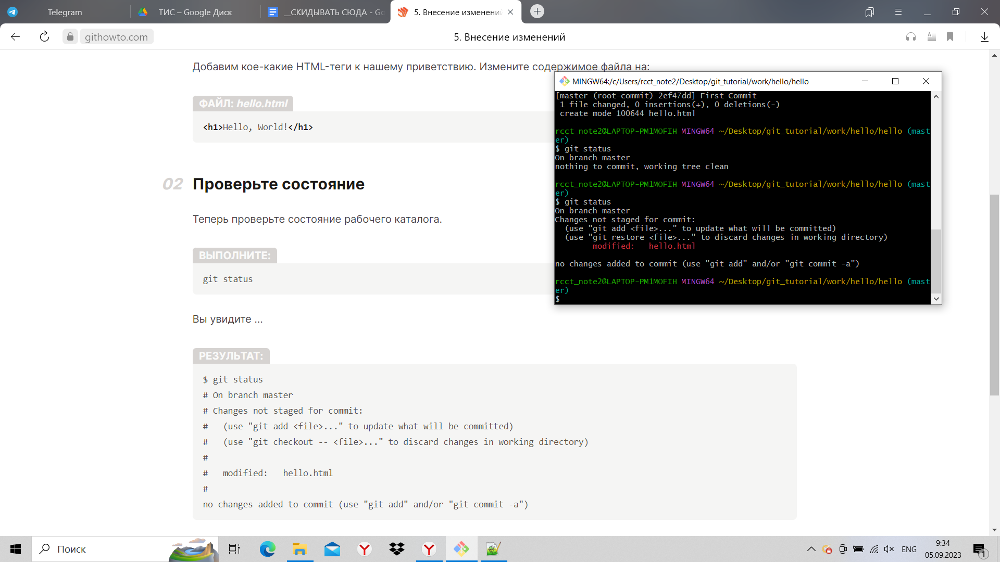 Telegram
ТИС – Google Диск
__СКИДЫВАТЬ СЮДА - Go
5. Внесение изменений
githowto.com
5. Внесение изменений
Добавим кое-какие HTML-теги к нашему приветствию. Измените содержимое файла на:
ФАЙЛ: hello.html
<h1>Hello, World!</h1>
02 Проверьте состояние
Теперь проверьте состояние рабочего каталога.
ВЫПОЛНИТЕ:
git status
Вы увидите ...
РЕЗУЛЬТАТ:
$ git status
# On branch master
# Changes not staged for commit:
#   (use "git add <file>..." to update what will be committed)
#   (use "git checkout -- <file>..." to discard changes in working directory)
#
#   modified:   hello.html
#
no changes added to commit (use "git add" and/or "git commit -a")
MINGW64:/c/Users/rcct_note2/Desktop/git_tutorial/work/hello/hello
[master (root-commit) 2ef47dd] First Commit
 1 file changed, 0 insertions(+), 0 deletions(-)
 create mode 100644 hello.html
rcct_note2@LAPTOP-PM1MOFIH MINGW64 ~/Desktop/git_tutorial/work/hello/hello (mast
er)
$ git status
On branch master
nothing to commit, working tree clean
rcct_note2@LAPTOP-PM1MOFIH MINGW64 ~/Desktop/git_tutorial/work/hello/hello (mast
er)
$ git status
On branch master
Changes not staged for commit:
  (use "git add <file>..." to update what will be committed)
  (use "git restore <file>..." to discard changes in working directory)
        modified:   hello.html
no changes added to commit (use "git add" and/or "git commit -a")
rcct_note2@LAPTOP-PM1MOFIH MINGW64 ~/Desktop/git_tutorial/work/hello/hello (mast
er)
$
Поиск
ENG
9:34
05.09.2023
1